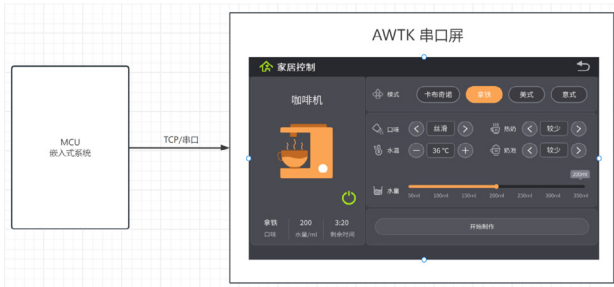 AWTK 串口屏
MCU
嵌入式系统
TCP/串口
家居控制
咖啡机
模式
卡布奇诺
拿铁
美式
意式
口味
丝滑
热奶
较少
水温
36℃
奶泡
较少
水量
220ml
50ml 100ml 150ml 200ml 250ml 300ml 350ml
拿铁 200 3:20
口味 水量/ml 剩余时间
开始制作